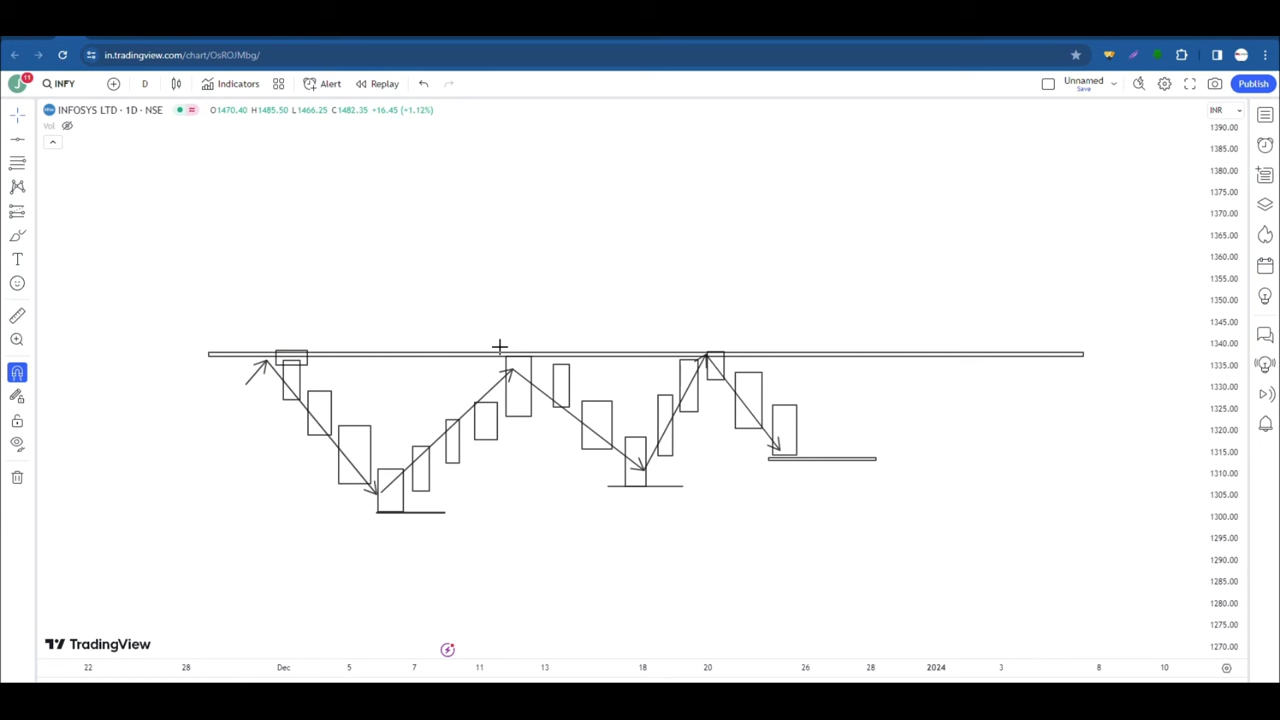 in.tradingview.com/chart/OsROJMbg/
11
INFY
D
Indicators
Alert
Replay
Unnamed
Save
Publish
INFOSYS LTD · 1D · NSE
O1470.40 H1485.50 L1466.25 C1482.35 +16.45 (+1.12%)
Vol
INR
1390.00
1385.00
1380.00
1375.00
1370.00
1365.00
1360.00
1355.00
1350.00
1345.00
1340.00
1335.00
1330.00
1325.00
1320.00
1315.00
1310.00
1305.00
1300.00
1295.00
1290.00
1285.00
1280.00
1275.00
1270.00
TradingView
22 28 Dec 5 7 11 13 18 20 26 28 2024 3 8 10